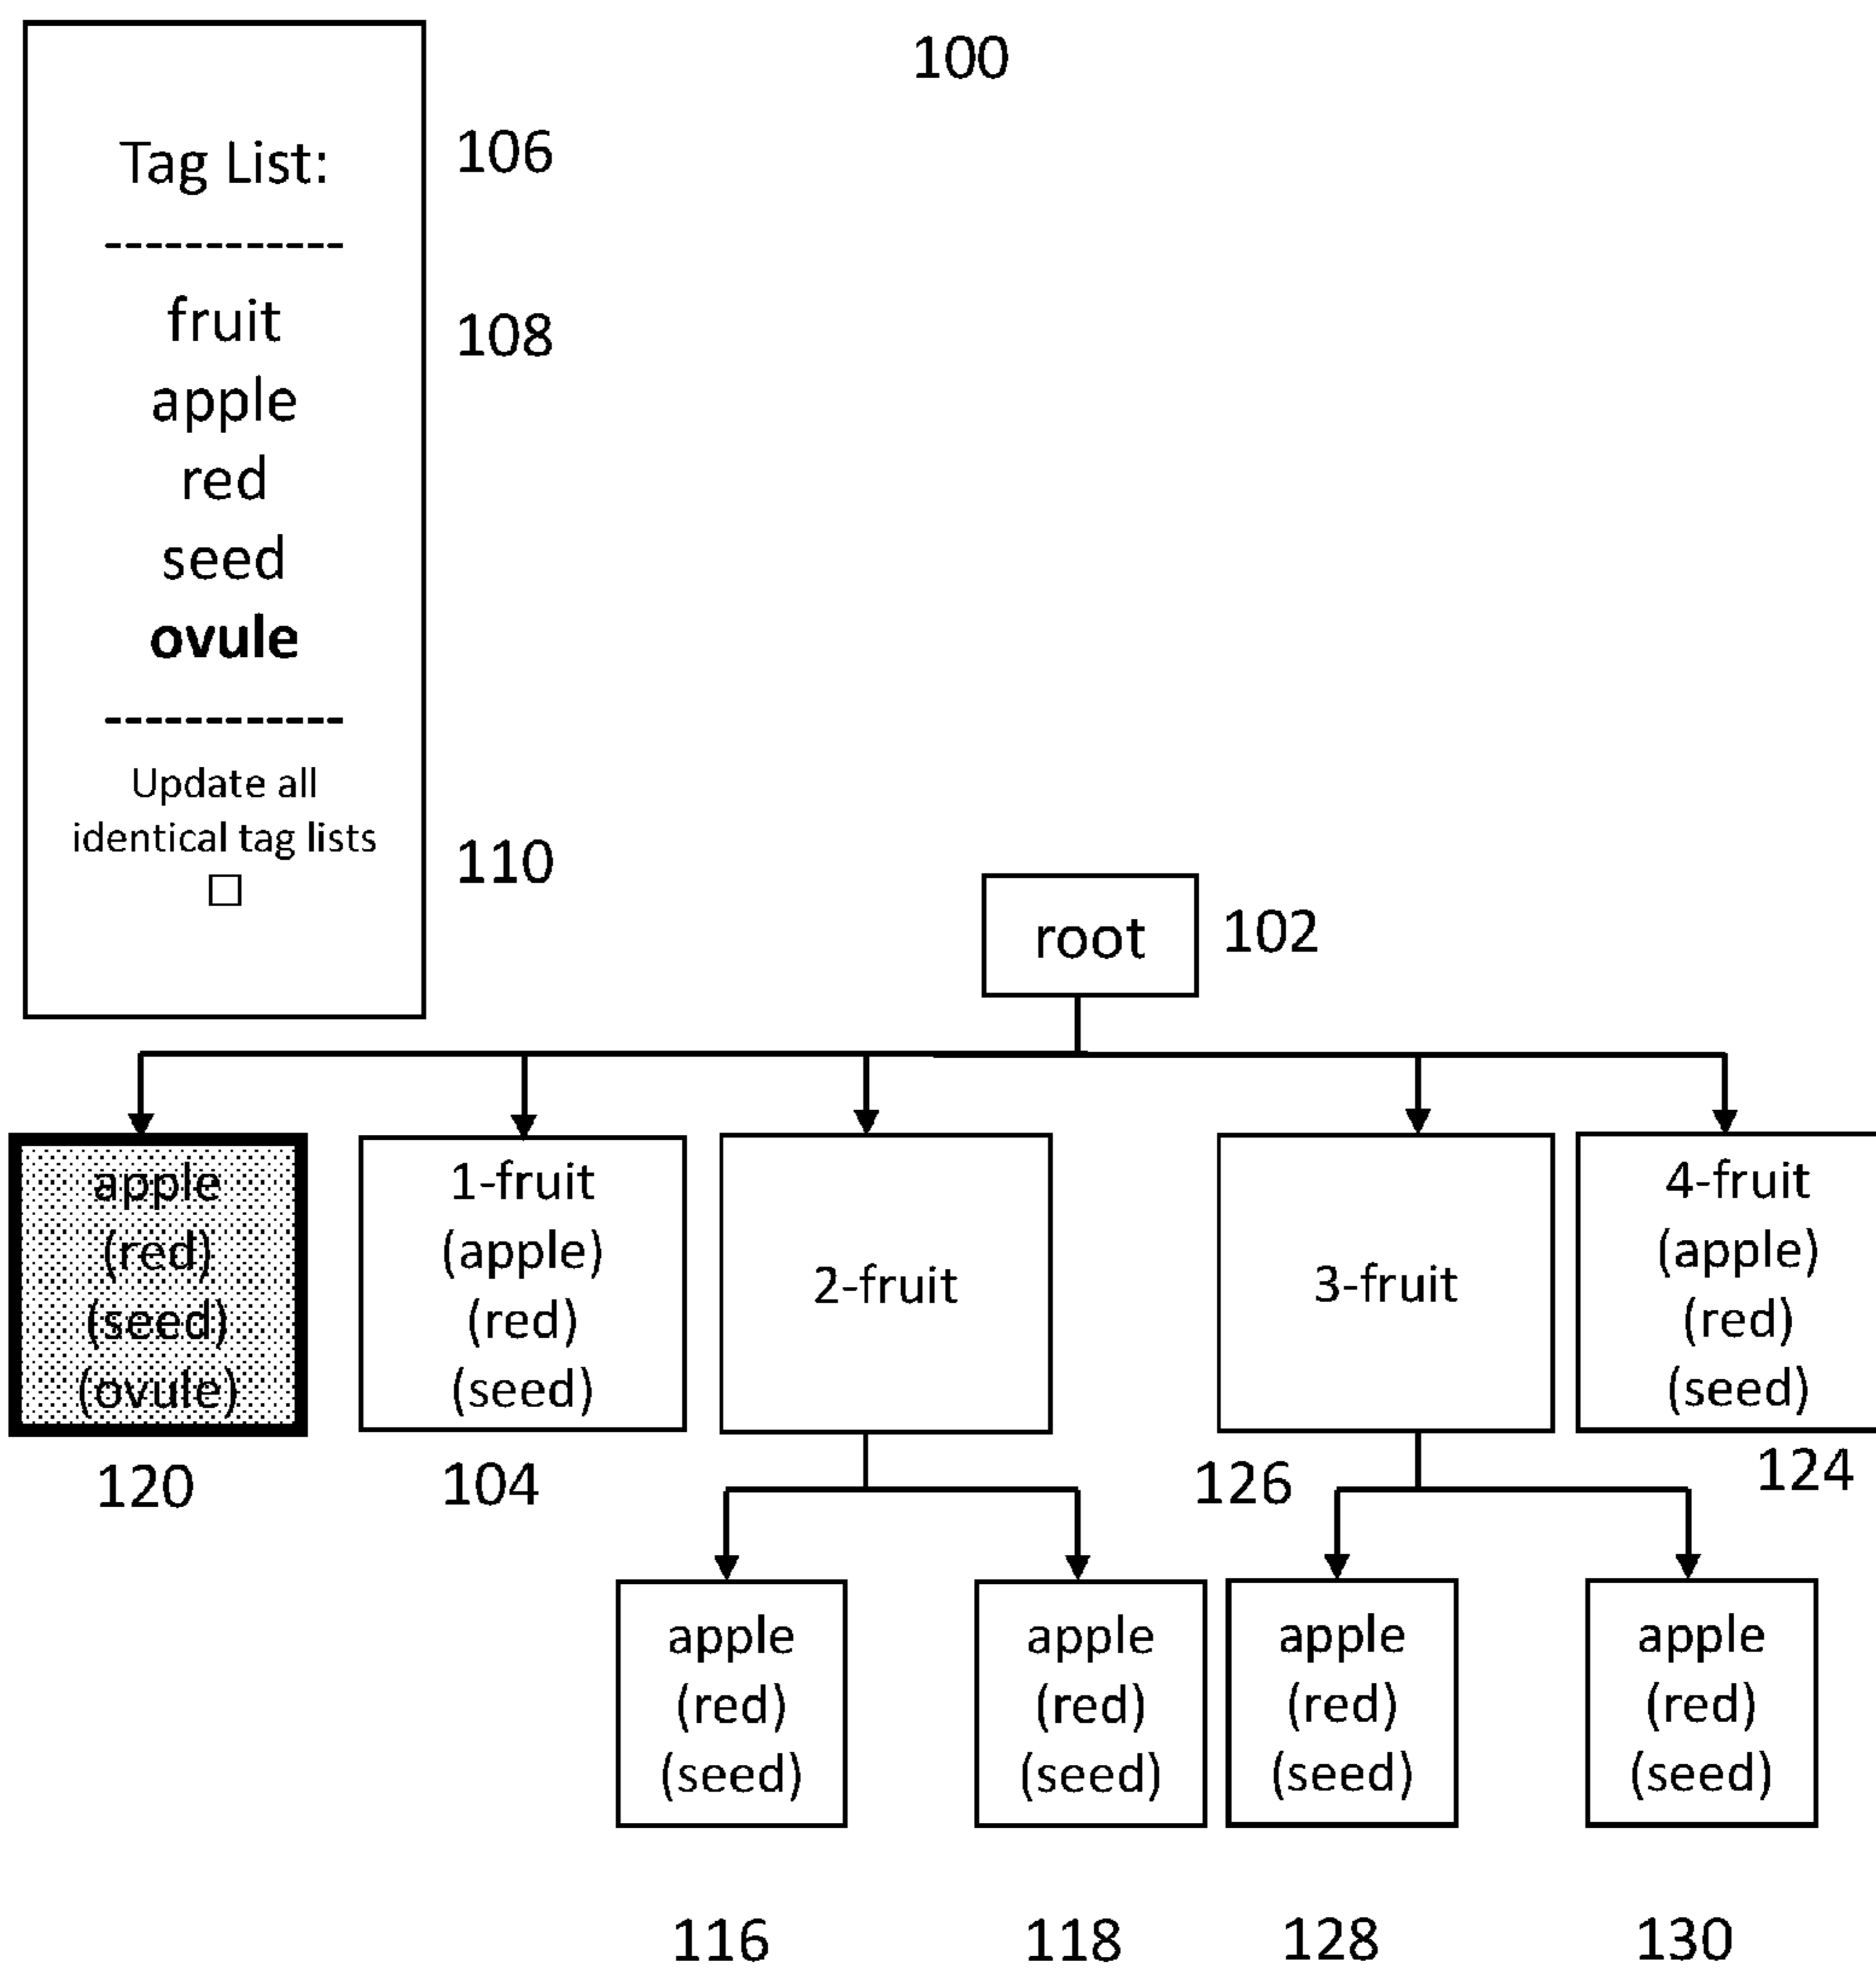 100
Tag List:
106
------------
fruit
108
apple
red
seed
ovule
------------
Update all
identical tag lists
110
root
102
apple
(red)
(seed)
(ovule)
120
1-fruit
(apple)
(red)
(seed)
104
2-fruit
3-fruit
126
4-fruit
(apple)
(red)
(seed)
124
apple
(red)
(seed)
116
apple
(red)
(seed)
118
apple
(red)
(seed)
128
apple
(red)
(seed)
130